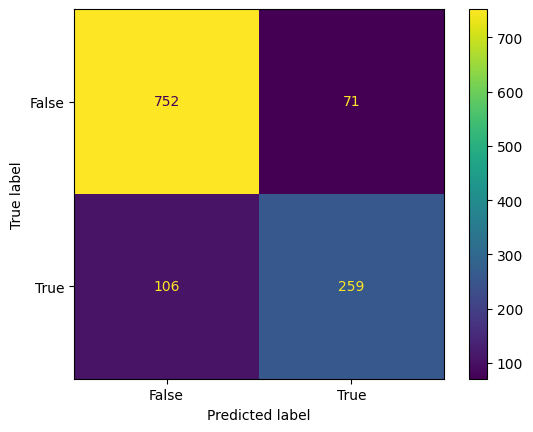 700
False 752 71
600
500
True label
400
300
True 106 259
200
100
False True
Predicted label